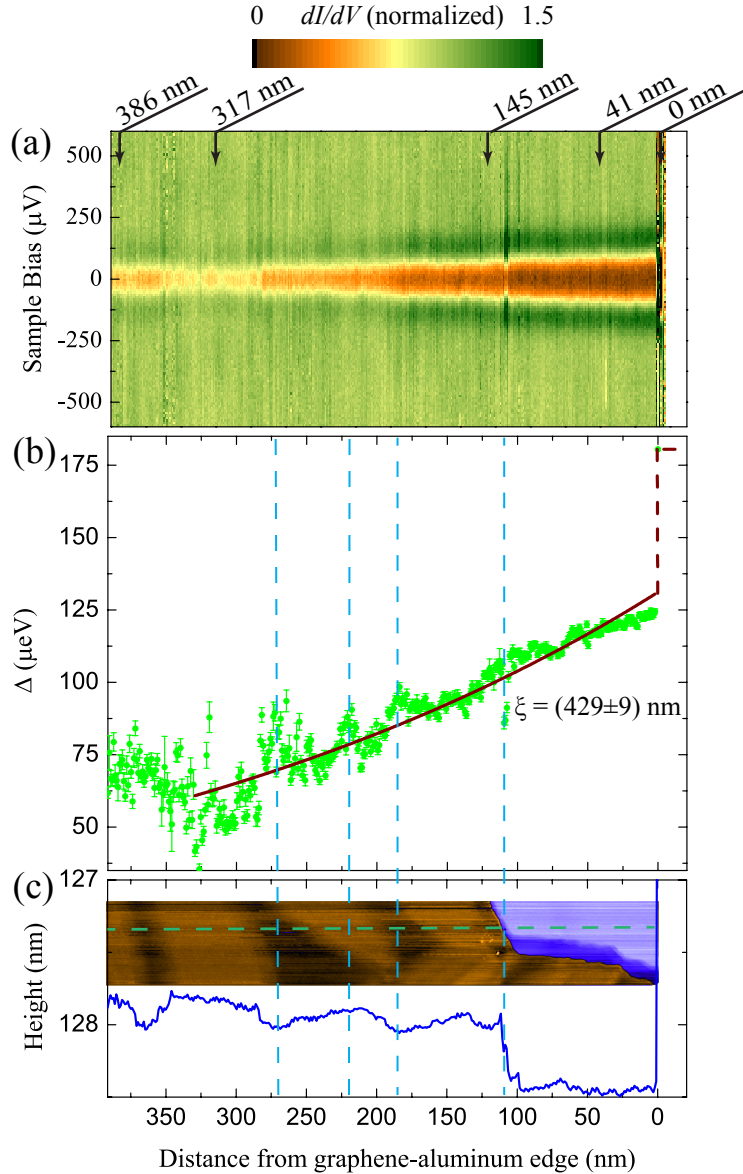 0 dI/dV (normalized) 1.5
386 nm 317 nm 145 nm 41 nm 0 nm
(a)
500
250
0
-250
-500
Sample Bias (µV)
(b)
175
150
125
100
75
50
Δ (µeV)
ξ = (429±9) nm
(c)
127
128
Height (nm)
350 300 250 200 150 100 50 0
Distance from graphene-aluminum edge (nm)